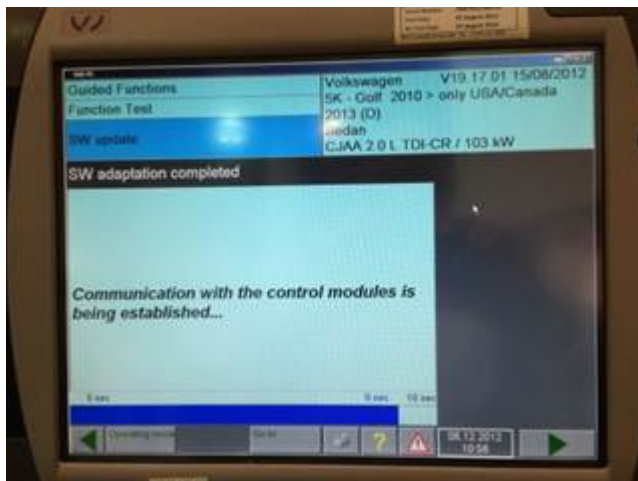 Guided Functions
Function Test
SW update
Volkswagen V19.17.01 15/08/2012
5K - Golf 2010 > only USA/Canada
2013 (D)
Sedan
CJAA 2.0 L TDI-CR / 103 kW
SW adaptation completed
Communication with the control modules is
being established...
9 sec 10 sec
Operating mode Go to
?
06.12.2012
10:56